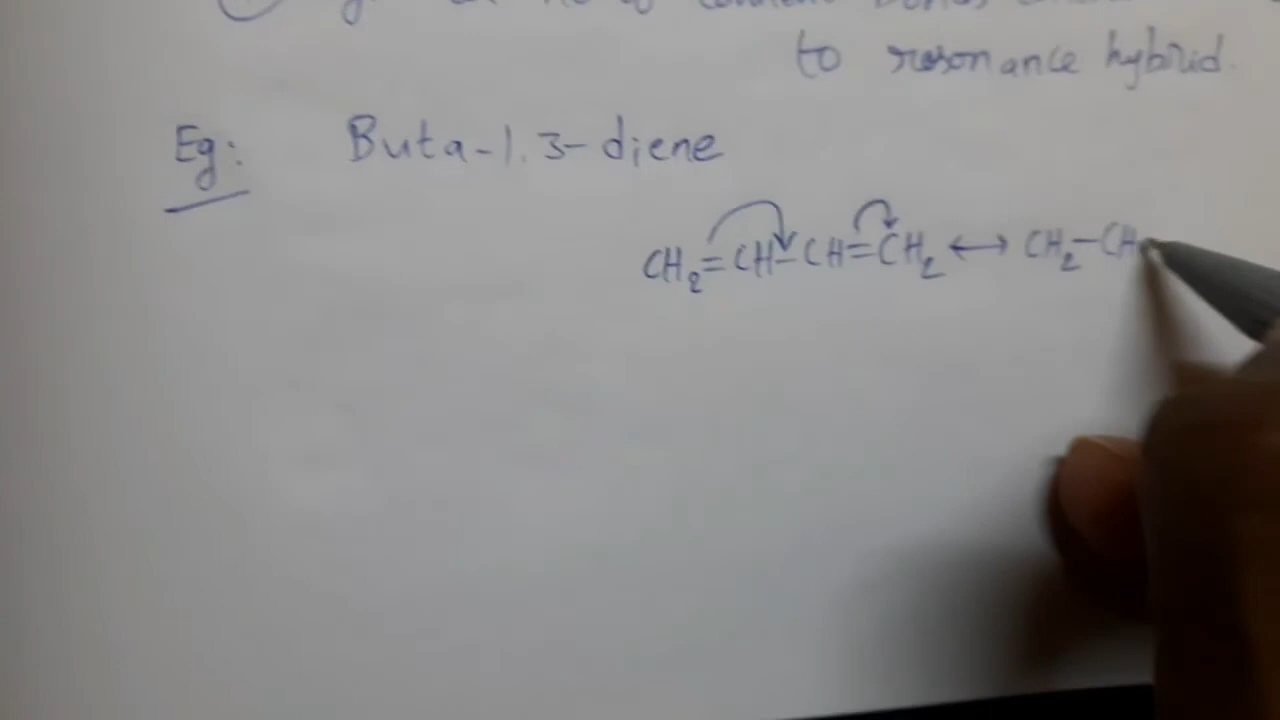 to resonance hybrid.
Eg: Buta-1,3-diene
CH₂=CH-CH=CH₂ ↔ CH₂-CH